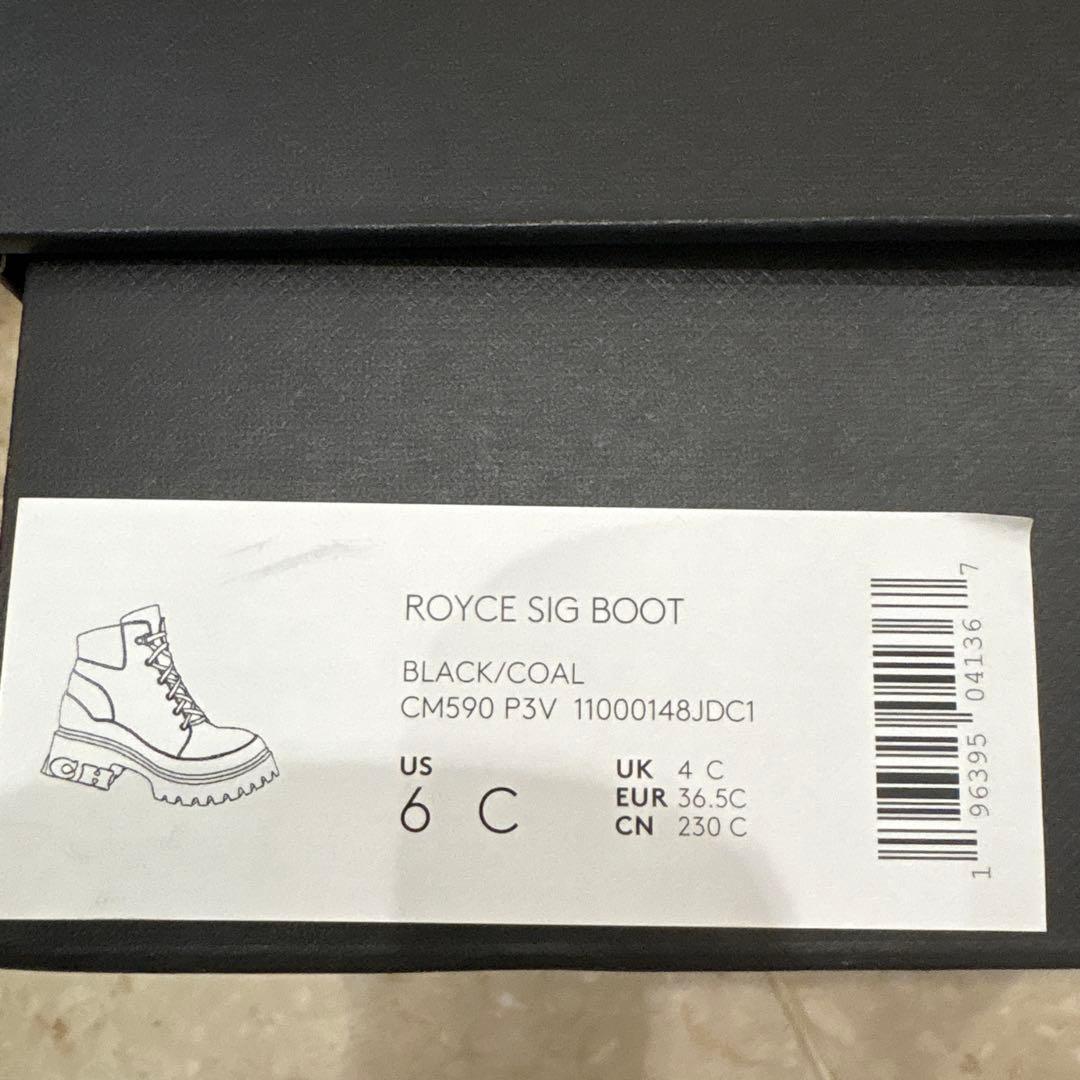 ROYCE SIG BOOT
BLACK/COAL
CM590 P3V 11000148JDC1
US
6 C
UK 4 C
EUR 36.5C
CN 230 C
1 96395 04136 7
CH